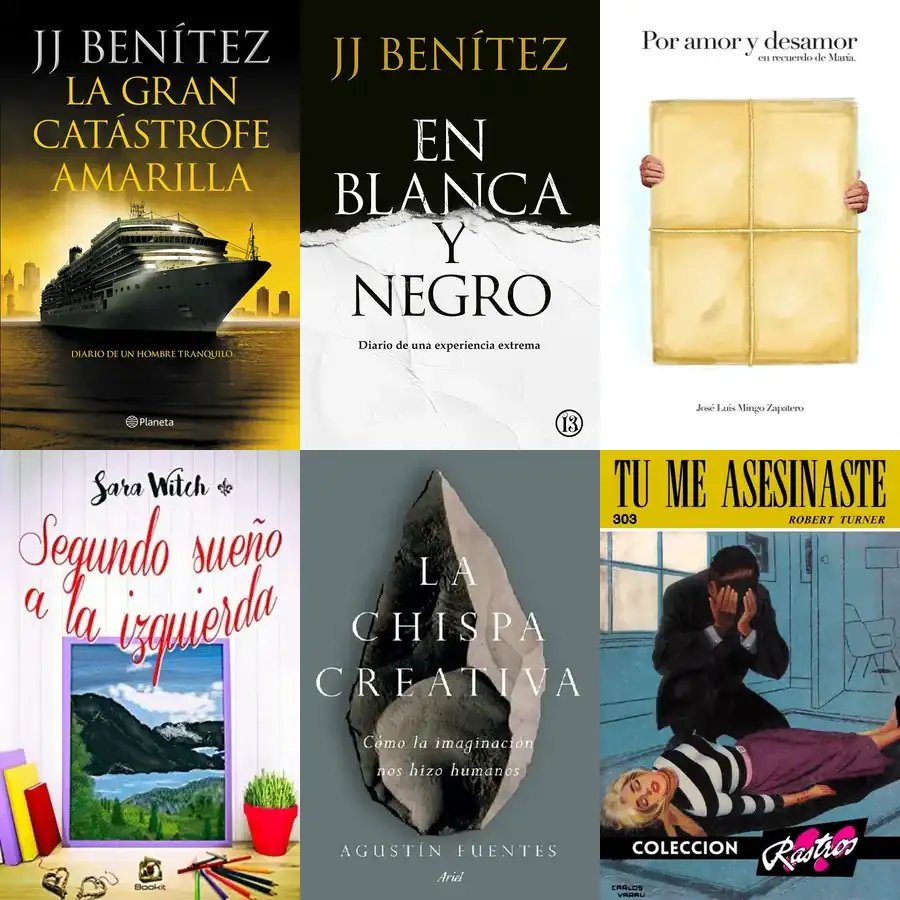 JJ BENÍTEZ
LA GRAN
CATÁSTROFE
AMARILLA
DIARIO DE UN HOMBRE TRANQUILO
Planeta
JJ BENÍTEZ
EN
BLANCA
Y
NEGRO
Diario de una experiencia extrema
13
Por amor y desamor
en recuerdo de María.
José Luis Mingo Zapatero
Sara Witch
Segundo sueño
a la izquierda
Bookit
LA
CHISPA
CREATIVA
Cómo la imaginación
nos hizo humanos
AGUSTÍN FUENTES
Ariel
TU ME ASESINASTE
303
ROBERT TURNER
COLECCION
Rastros
CARLOS
VARAU